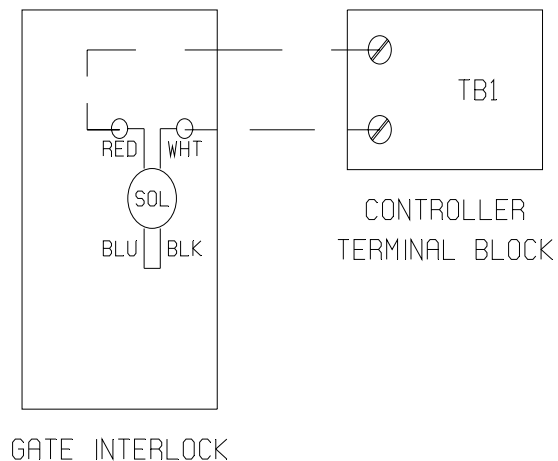 TB1
RED WHT
SOL
BLU BLK
CONTROLLER
TERMINAL BLOCK
GATE INTERLOCK